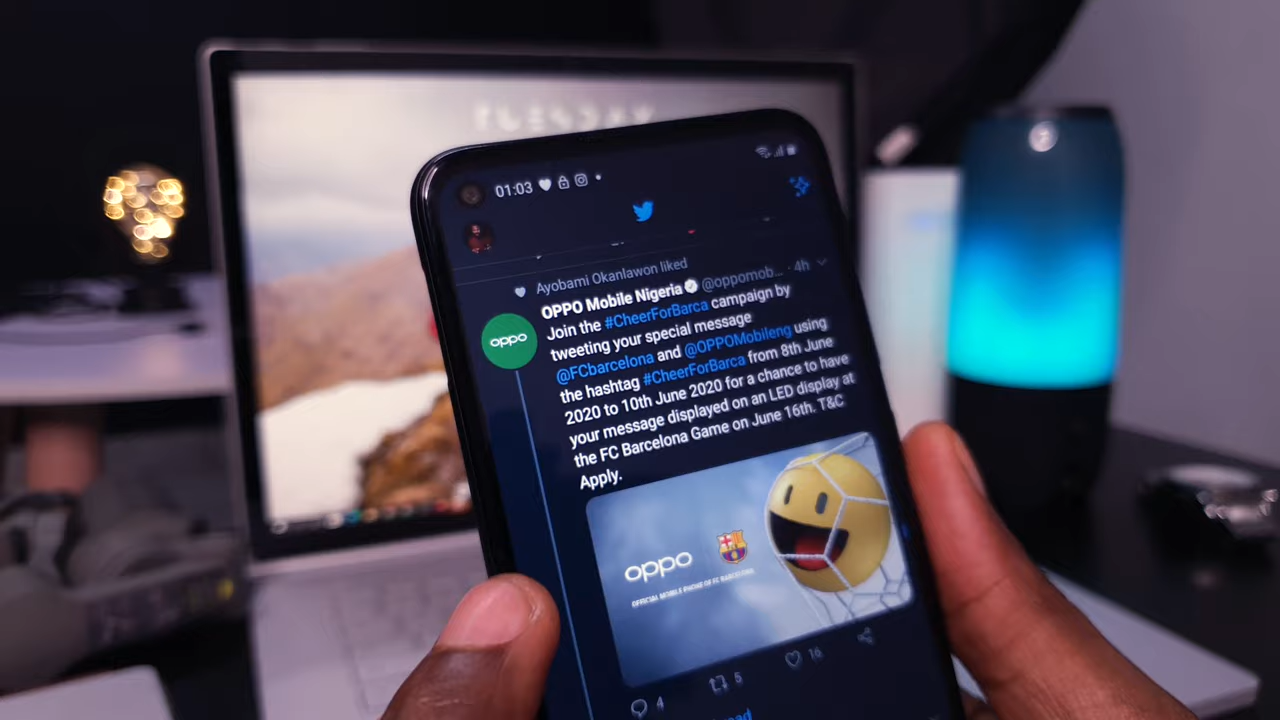 TUESDAY
01:03
Ayobami Okanlawon liked
OPPO Mobile Nigeria @oppomob... · 4h
Join the #CheerForBarca campaign by
tweeting your special message
@FCbarcelona and @OPPOMobileng using
the hashtag #CheerForBarca from 8th June
2020 to 10th June 2020 for a chance to have
your message displayed on an LED display at
the FC Barcelona Game on June 16th. T&C
Apply.
oppo
oppo
OFFICIAL MOBILE PHONE OF FC BARCELONA
4
5
16